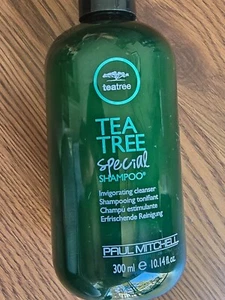 teatree
TEA
TREE
special
SHAMPOO®
Invigorating cleanser
Shampooing tonifiant
Champú estimulante
Erfrischende Reinigung
PAUL MITCHELL
300 ml e 10.14 fl. oz.